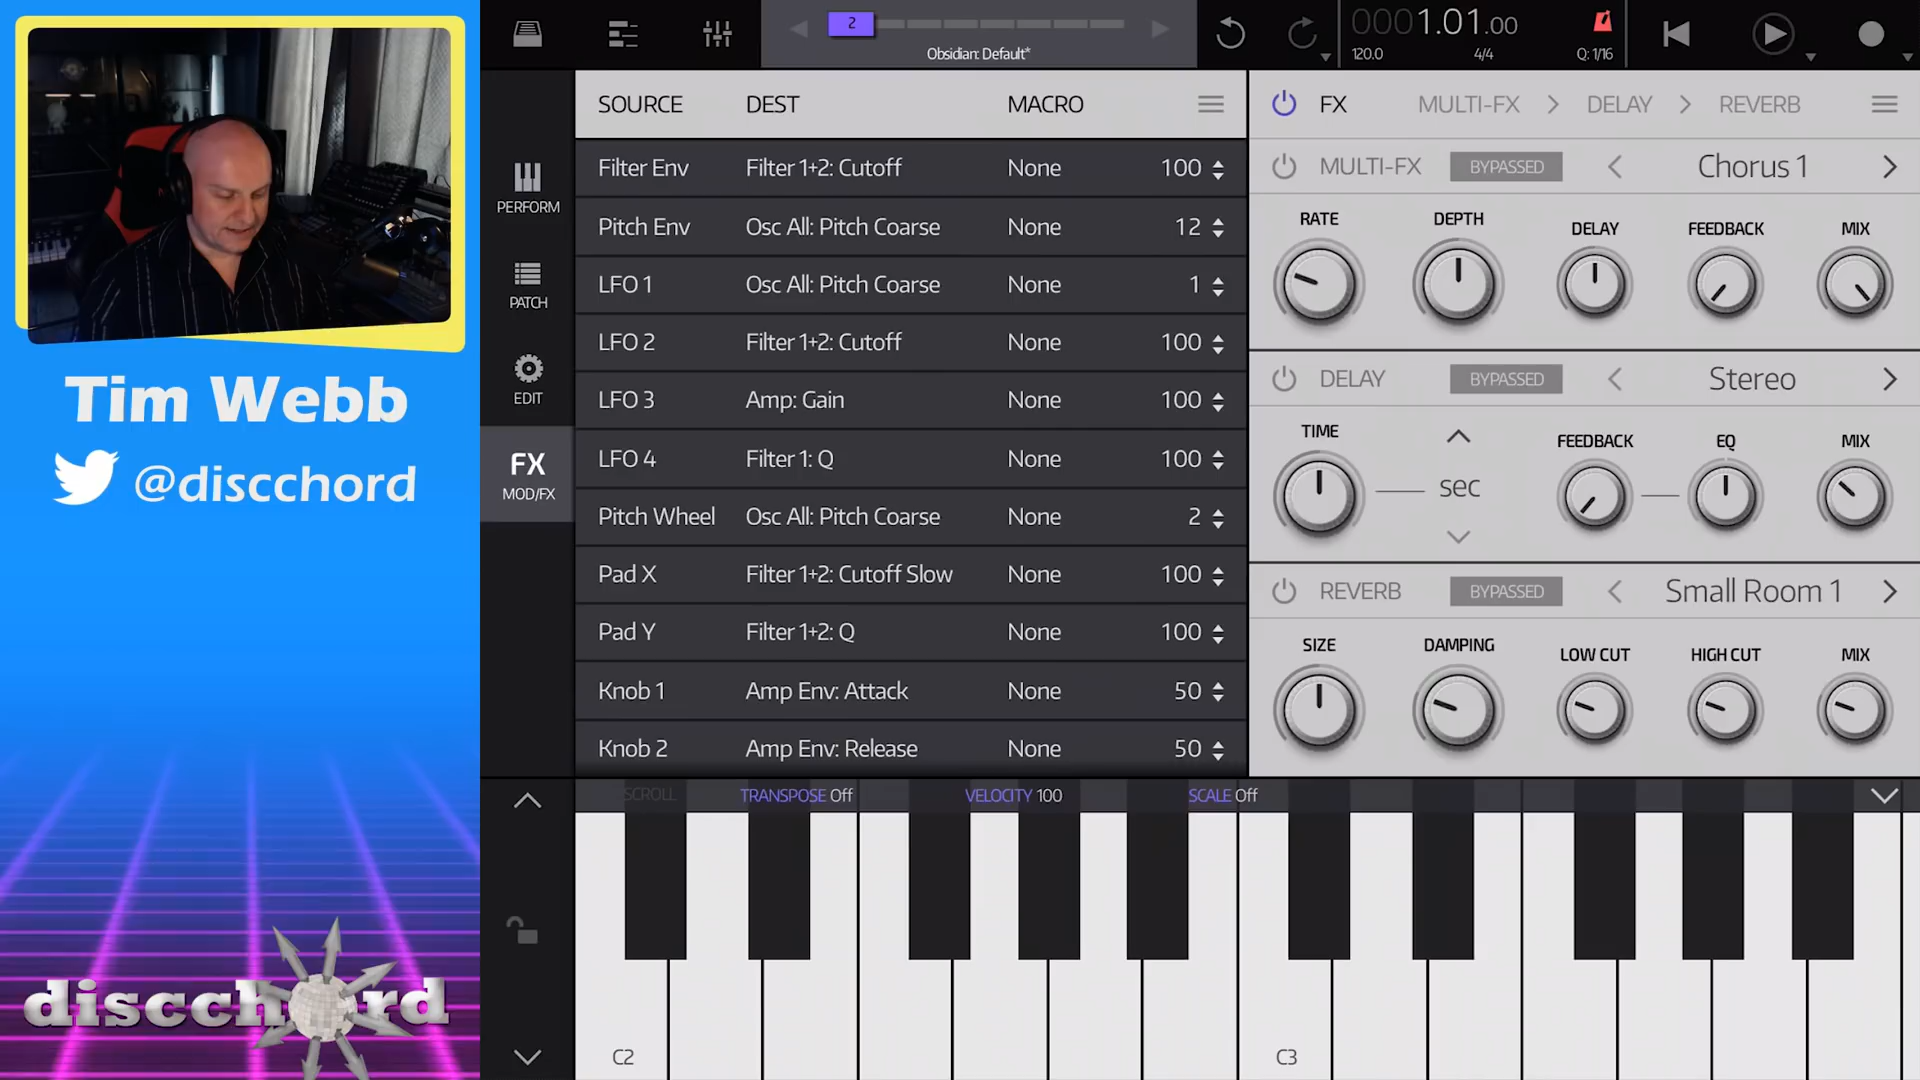 2
Obsidian: Default*
0001.01.00
120.0
4/4
Q: 1/16
Tim Webb
@discchord
discchord
PERFORM
PATCH
EDIT
FX
MOD/FX
SOURCE DEST MACRO
Filter Env Filter 1+2: Cutoff None 100
Pitch Env Osc All: Pitch Coarse None 12
LFO 1 Osc All: Pitch Coarse None 1
LFO 2 Filter 1+2: Cutoff None 100
LFO 3 Amp: Gain None 100
LFO 4 Filter 1: Q None 100
Pitch Wheel Osc All: Pitch Coarse None 2
Pad X Filter 1+2: Cutoff Slow None 100
Pad Y Filter 1+2: Q None 100
Knob 1 Amp Env: Attack None 50
Knob 2 Amp Env: Release None 50
FX MULTI-FX > DELAY > REVERB
MULTI-FX BYPASSED < Chorus 1 >
RATE DEPTH DELAY FEEDBACK MIX
DELAY BYPASSED < Stereo >
TIME FEEDBACK EQ MIX
sec
REVERB BYPASSED < Small Room 1 >
SIZE DAMPING LOW CUT HIGH CUT MIX
SCROLL TRANSPOSE Off VELOCITY 100 SCALE Off
C2 C3